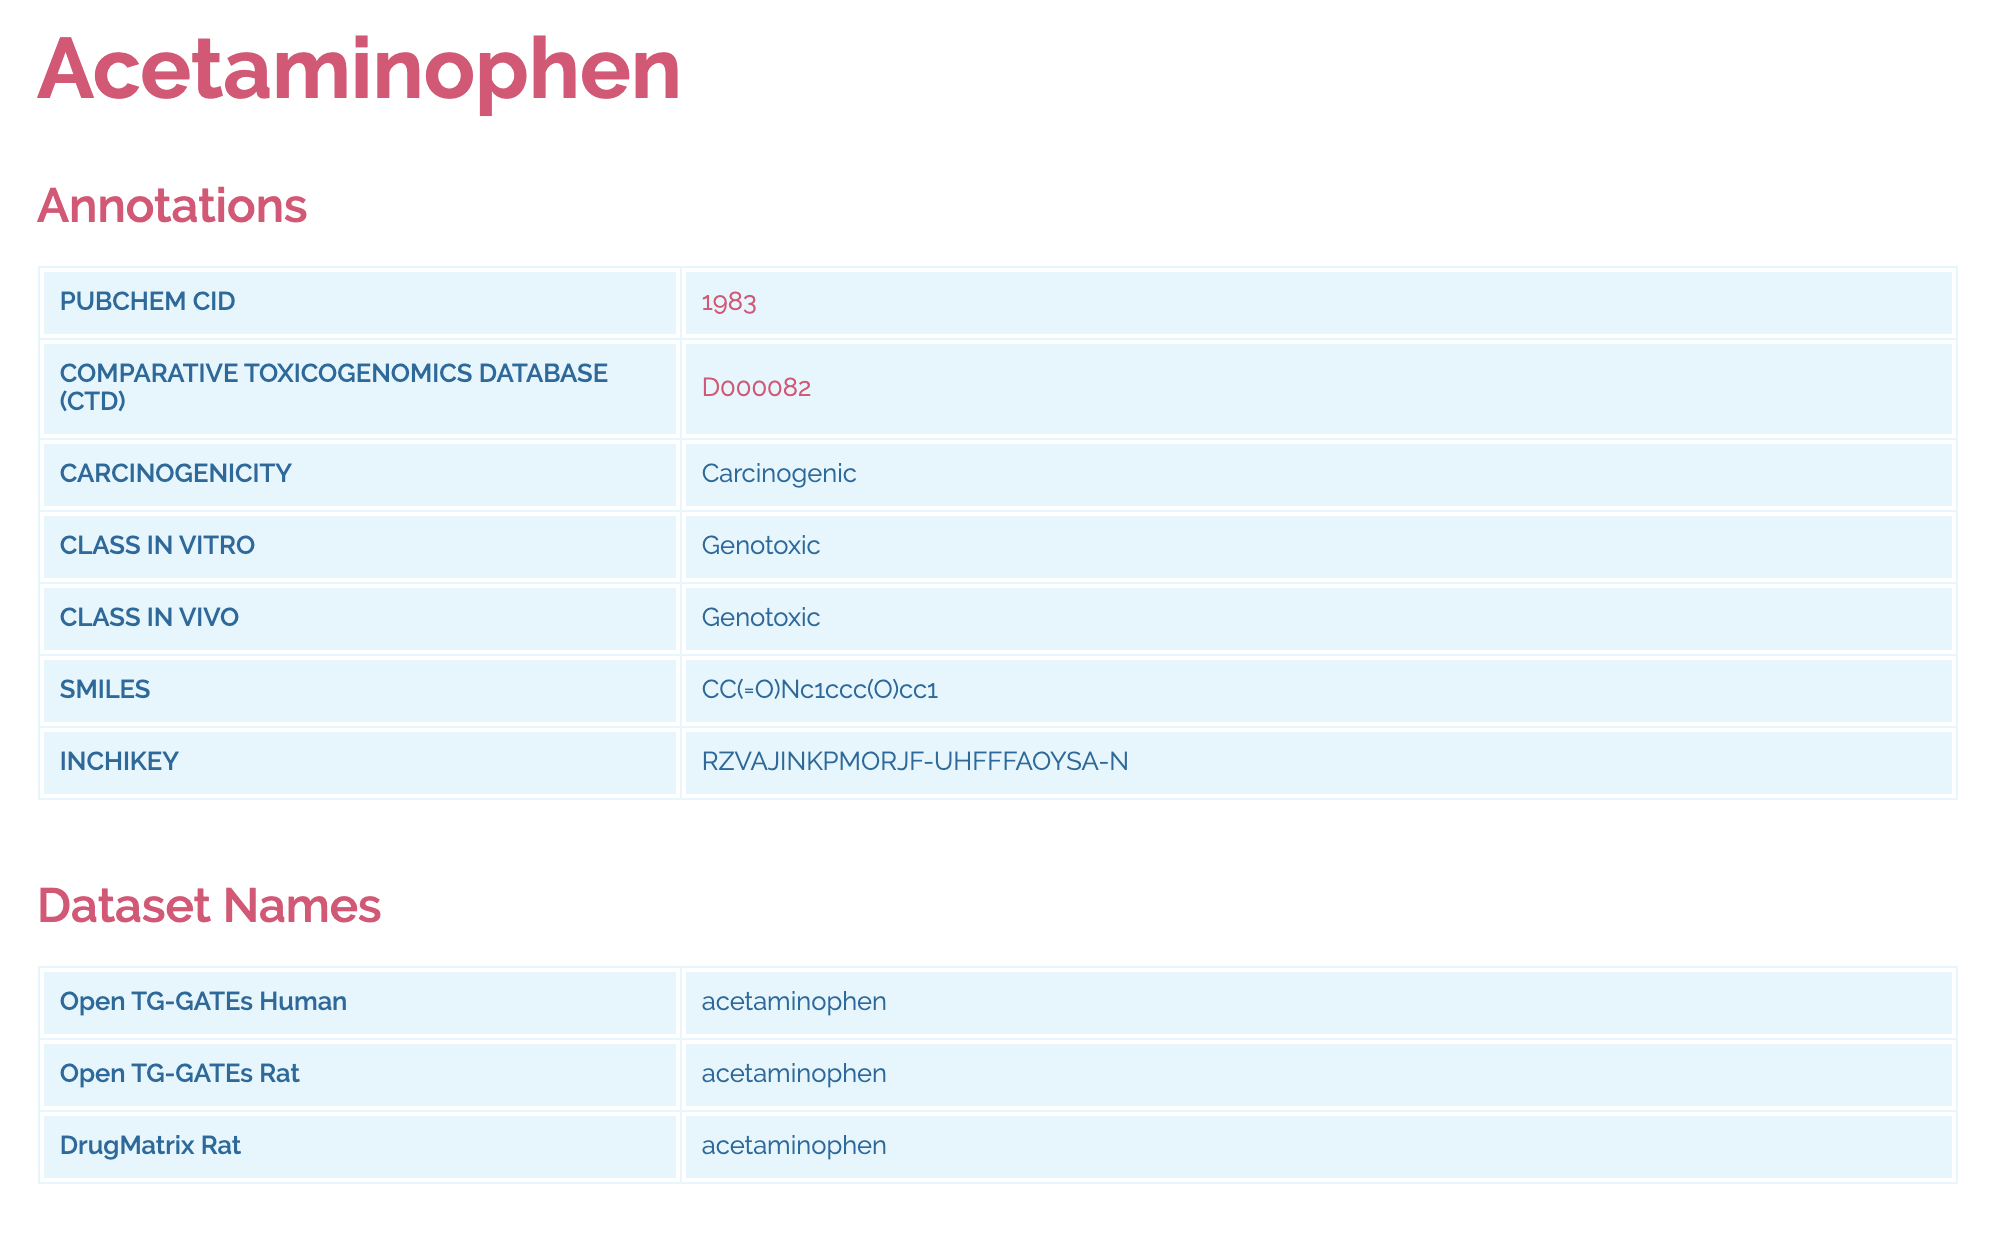 Acetaminophen
Annotations
PUBCHEM CID
1983
COMPARATIVE TOXICOGENOMICS DATABASE
(CTD)
D000082
CARCINOGENICITY
Carcinogenic
CLASS IN VITRO
Genotoxic
CLASS IN VIVO
Genotoxic
SMILES
CC(=O)Nc1ccc(O)cc1
INCHIKEY
RZVAJINKPMORJF-UHFFFAOYSA-N
Dataset Names
Open TG-GATEs Human
acetaminophen
Open TG-GATEs Rat
acetaminophen
DrugMatrix Rat
acetaminophen